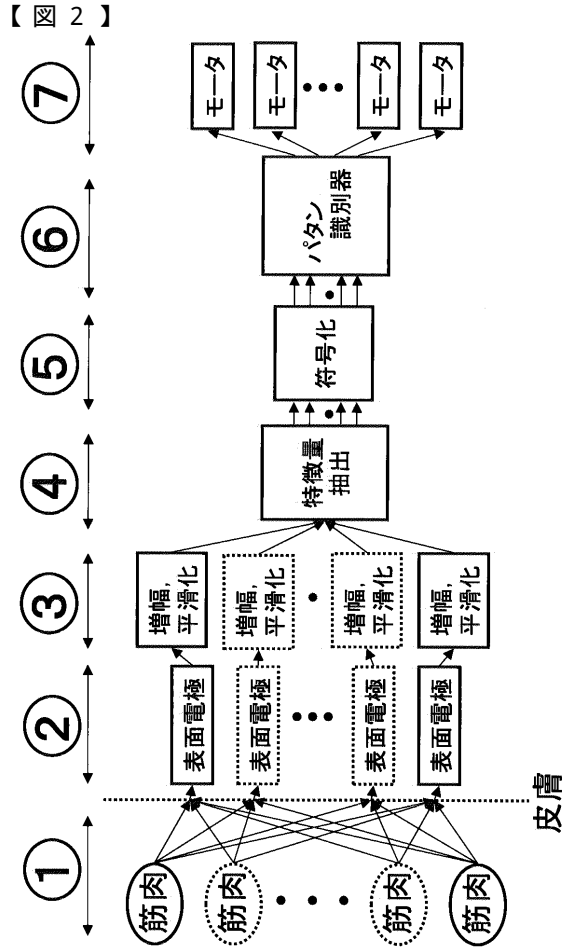 【図２】
①
②
③
④
⑤
⑥
⑦
筋肉
筋肉
筋肉
筋肉
皮膚
表面電極
表面電極
表面電極
表面電極
増幅,
平滑化
増幅,
平滑化
増幅,
平滑化
増幅,
平滑化
特徴量
抽出
符号化
パタン
識別器
モータ
モータ
モータ
モータ